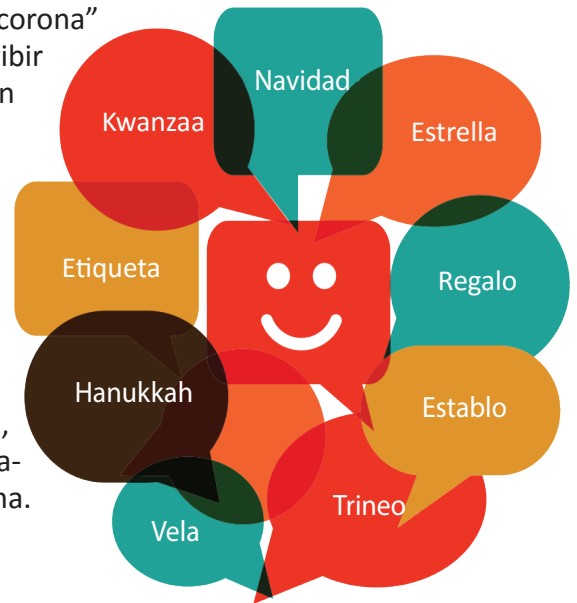 corona”
ibir
n
Navidad
Kwanzaa
Estrella
Etiqueta
Regalo
Hanukkah
Establo
,
a-
na.
Trineo
Vela